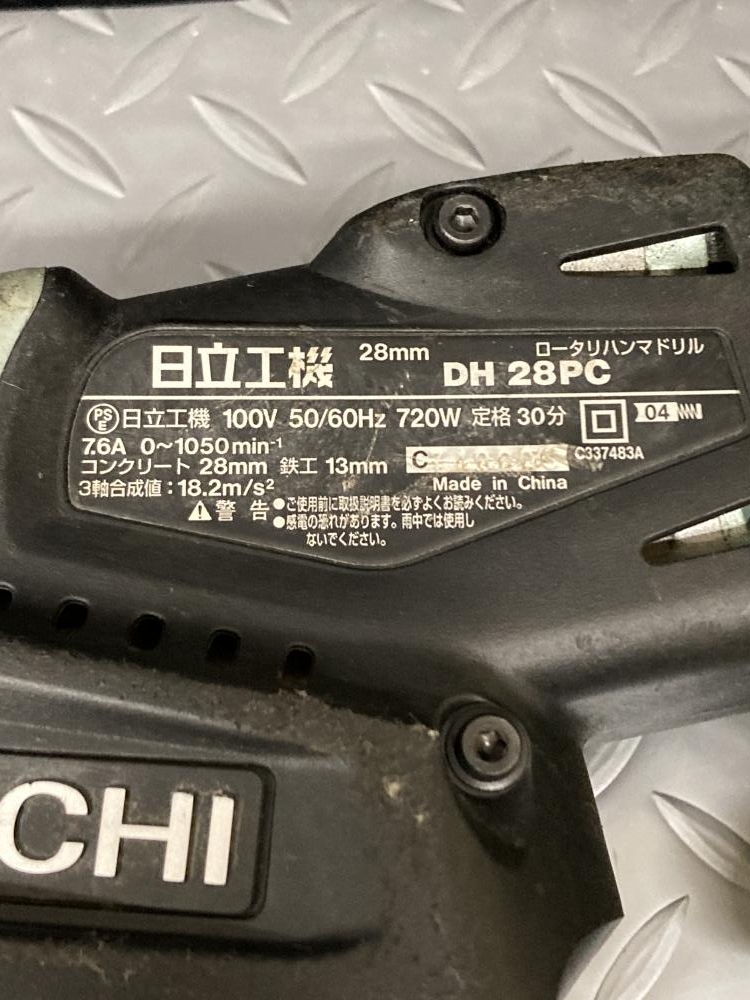 日立工機 28mm ロータリハンマドリル
DH 28PC
PSE 日立工機 100V 50/60Hz 720W 定格30分 04
7.6A 0~1050min-1
コンクリート 28mm 鉄工 13mm C C337483A
3軸合成値:18.2m/s² Made in China
⚠警告 ●ご使用前に取扱説明書を必ずよくお読みください。
●感電の恐れがあります。雨中では使用し
ないでください。
CHI